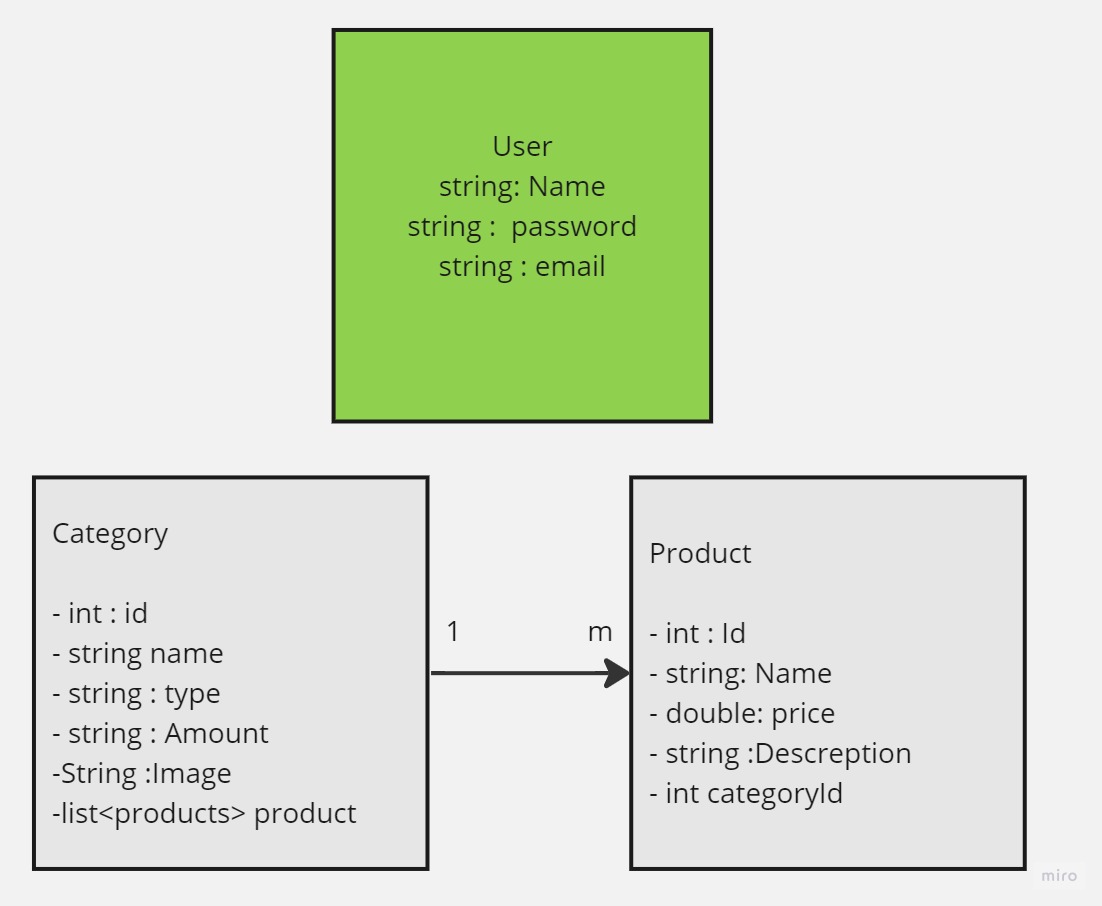 User
string: Name
string :  password
string : email
Category
- int : id
- string name
- string : type
- string : Amount
-String :Image
-list<products> product
1
m
Product
- int : Id
- string: Name
- double: price
- string :Descreption
- int categoryId
miro